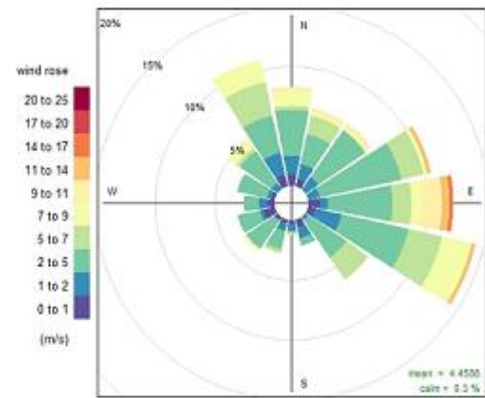 20%
N
15%
10%
5%
W
E
S
wind rose
20 to 25
17 to 20
14 to 17
11 to 14
9 to 11
7 to 9
5 to 7
2 to 5
1 to 2
0 to 1
(m/s)
mean = 4.4588
calm = 0.3 %